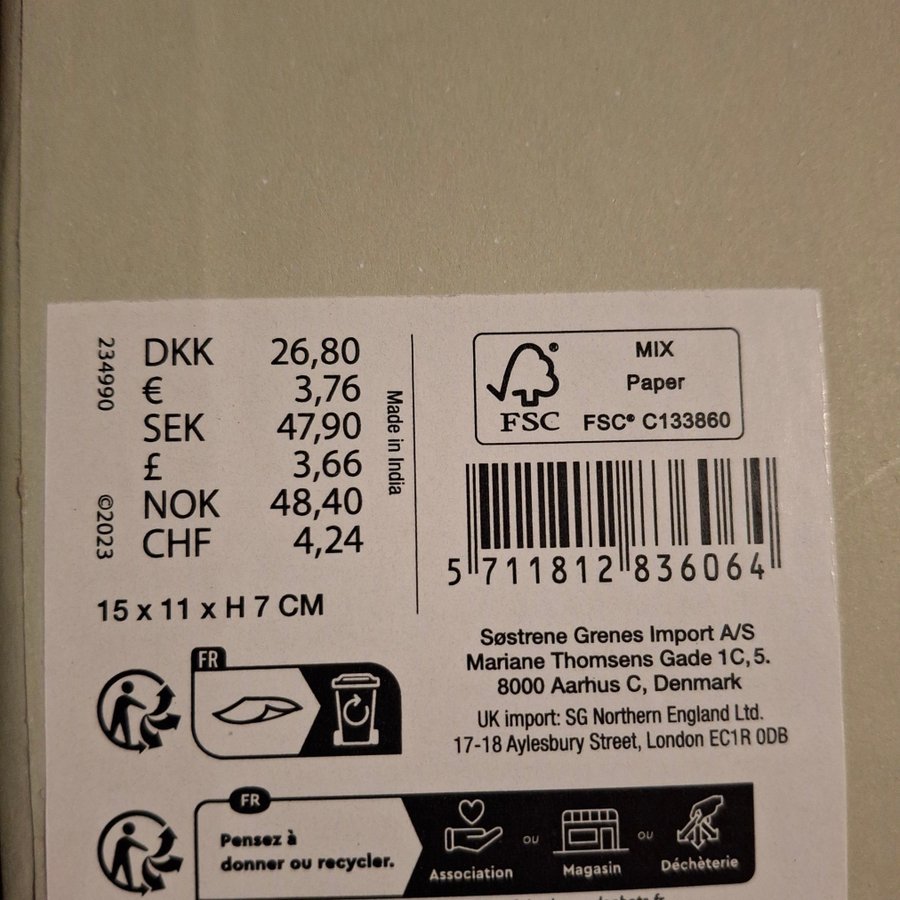 234990
©2023
DKK 26,80
€ 3,76
SEK 47,90
£ 3,66
NOK 48,40
CHF 4,24
Made in India
15 x 11 x H 7 CM
FSC®
MIX
Paper
FSC® C133860
5 711812 836064
Søstrene Grenes Import A/S
Mariane Thomsens Gade 1C, 5.
8000 Aarhus C, Denmark
UK import: SG Northern England Ltd.
17-18 Aylesbury Street, London EC1R 0DB
FR
FR
Pensez à
donner ou recycler.
Association ou Magasin ou Déchèterie